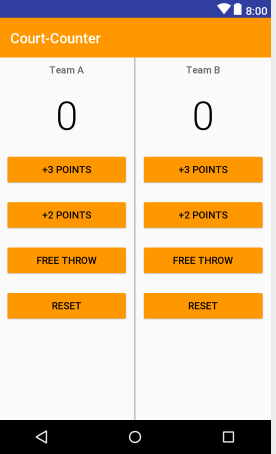 8:00
Court-Counter
Team A
0
+3 POINTS
+2 POINTS
FREE THROW
RESET
Team B
0
+3 POINTS
+2 POINTS
FREE THROW
RESET